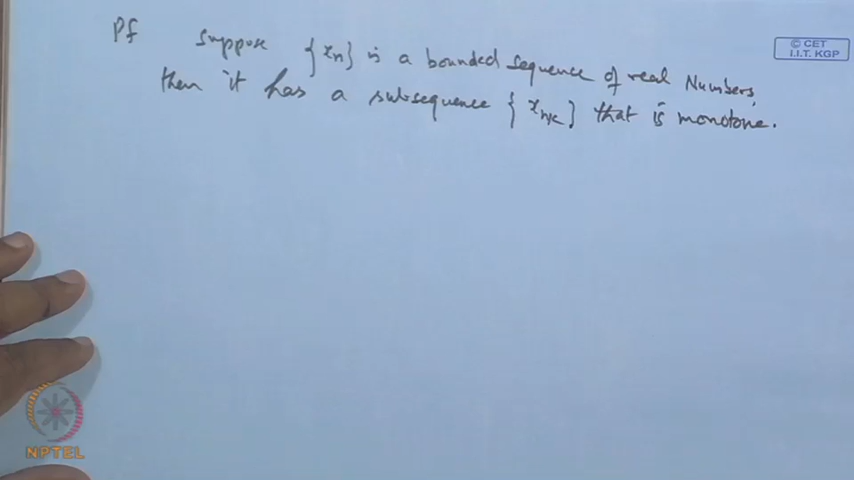 Pf Suppose {xn} is a bounded sequence of real Numbers,
then it has a subsequence {xnk} that is monotone.
© CET
I.I.T. KGP
NPTEL